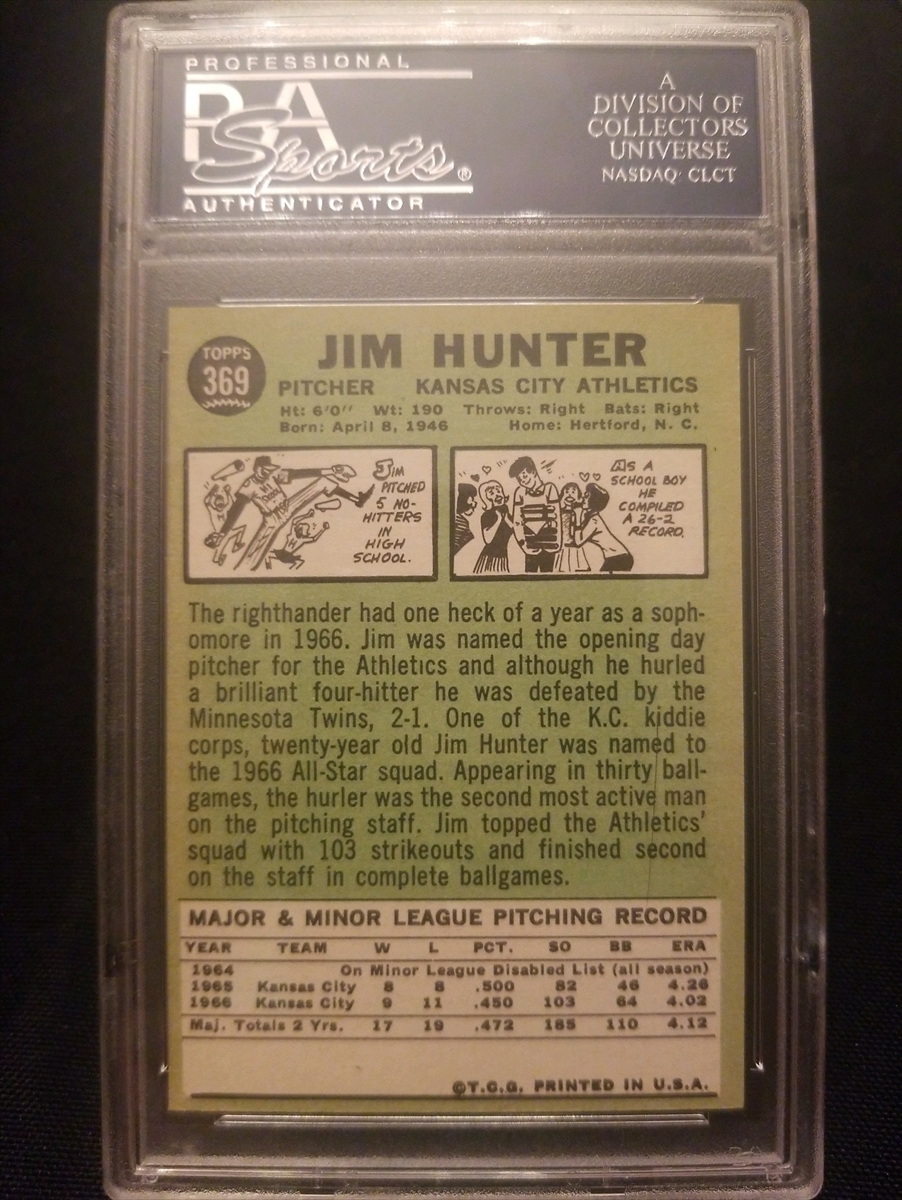 PROFESSIONAL
PSA
Sports®
AUTHENTICATOR
A
DIVISION OF
COLLECTORS
UNIVERSE
NASDAQ: CLCT
TOPPS
369
JIM HUNTER
PITCHER KANSAS CITY ATHLETICS
Ht: 6'0" Wt: 190 Throws: Right Bats: Right
Born: April 8, 1946 Home: Hertford, N. C.
JIM
PITCHED
5 NO-
HITTERS
IN
HIGH
SCHOOL.
AS A
SCHOOL BOY
HE
COMPILED
A 26-2
RECORD.
The righthander had one heck of a year as a soph-
omore in 1966. Jim was named the opening day
pitcher for the Athletics and although he hurled
a brilliant four-hitter he was defeated by the
Minnesota Twins, 2-1. One of the K.C. kiddie
corps, twenty-year old Jim Hunter was named to
the 1966 All-Star squad. Appearing in thirty ball-
games, the hurler was the second most active man
on the pitching staff. Jim topped the Athletics'
squad with 103 strikeouts and finished second
on the staff in complete ballgames.
MAJOR & MINOR LEAGUE PITCHING RECORD
YEAR TEAM W L PCT. SO BB ERA
1964 On Minor League Disabled List (all season)
1965 Kansas City 8 8 .500 82 46 4.26
1966 Kansas City 9 11 .450 103 64 4.02
Maj. Totals 2 Yrs. 17 19 .472 185 110 4.12
©T.C.G. PRINTED IN U.S.A.